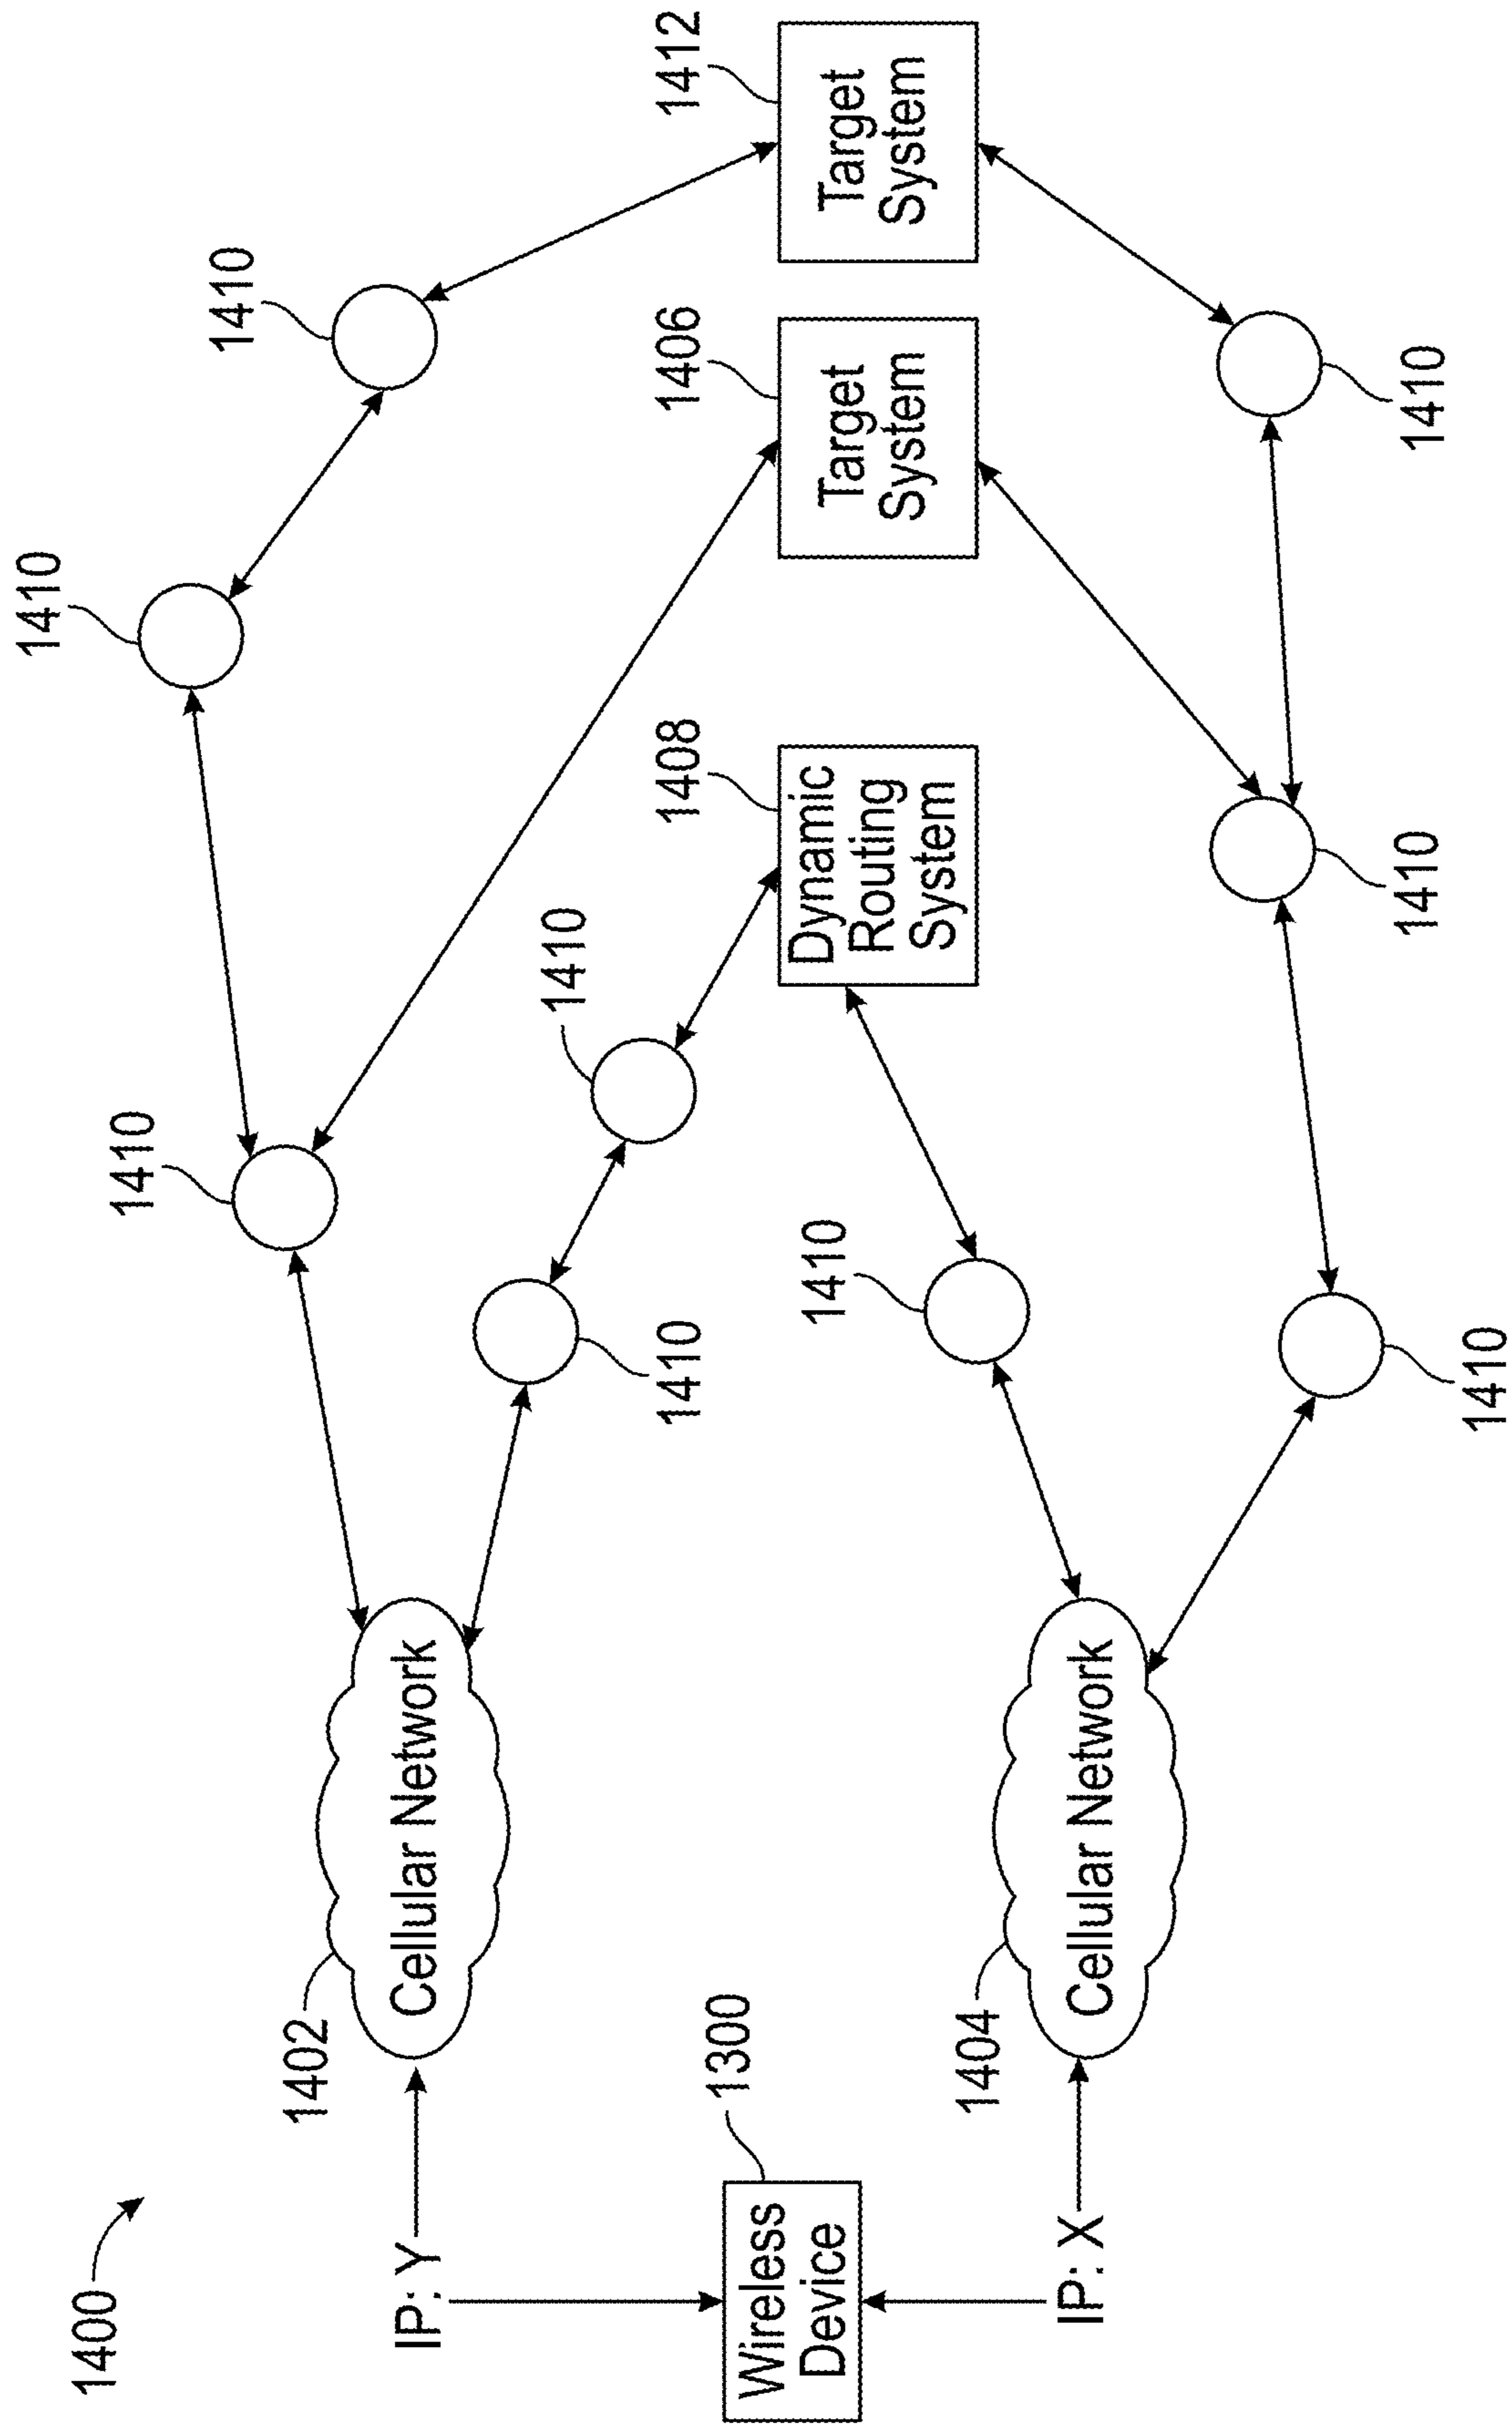 1400
IP: Y
1402
Cellular Network
1410
1410
1410
1410
1410
Wireless
Device
1300
Dynamic
Routing
System
1408
Target
System
1406
Target
System
1412
IP: X
1404
Cellular Network
1410
1410
1410
1410